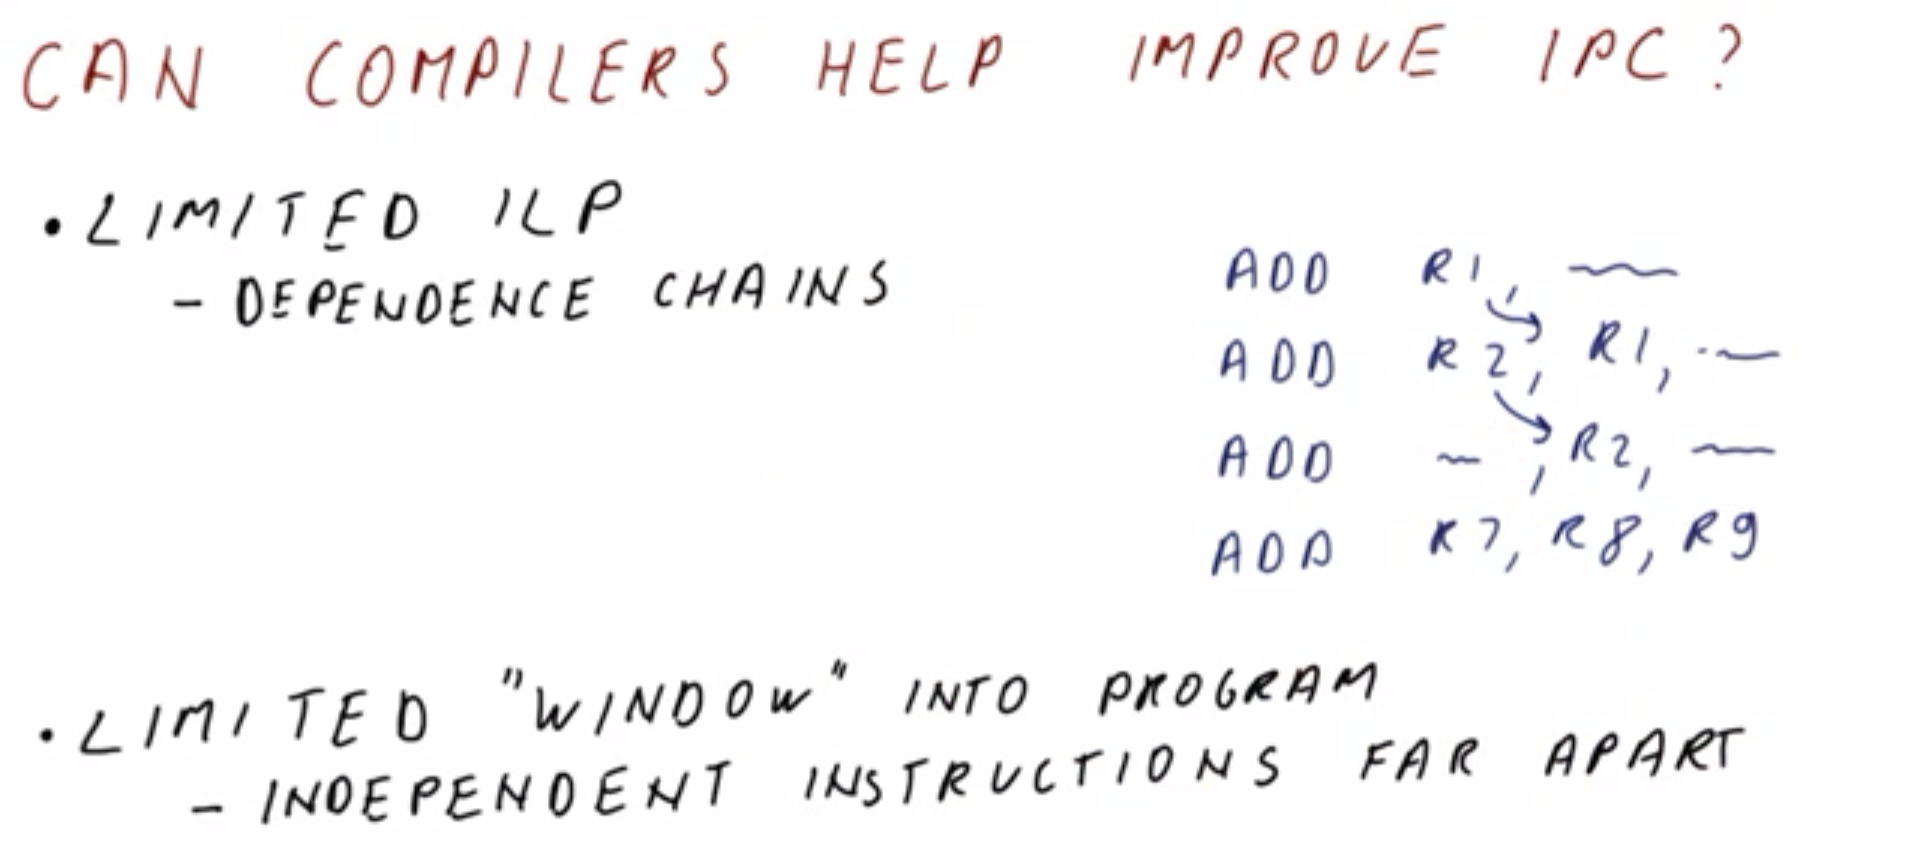 CAN COMPILERS HELP IMPROVE IPC?
• LIMITED ILP
- DEPENDENCE CHAINS
ADD R1,
ADD R2, R1,
ADD , R2,
ADD R7, R8, R9
• LIMITED "WINDOW" INTO PROGRAM
- INDEPENDENT INSTRUCTIONS FAR APART